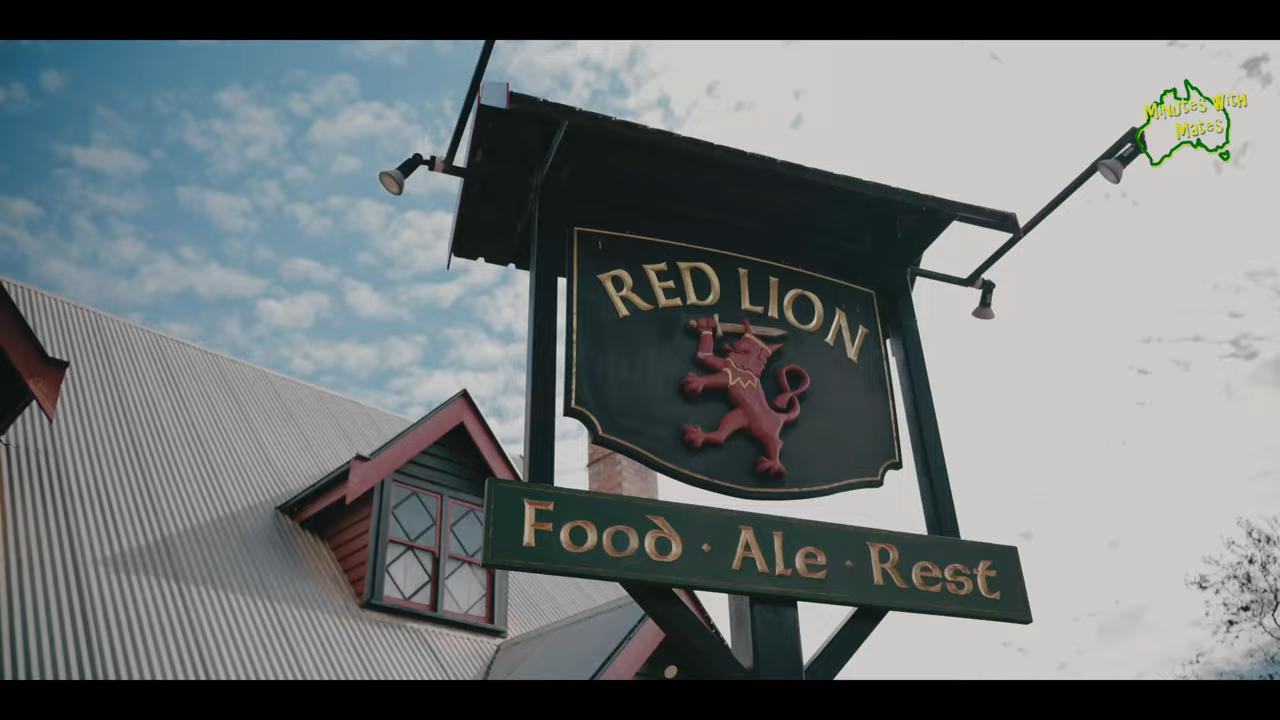 Minutes With
Mates
RED LION
Food · Ale · Rest